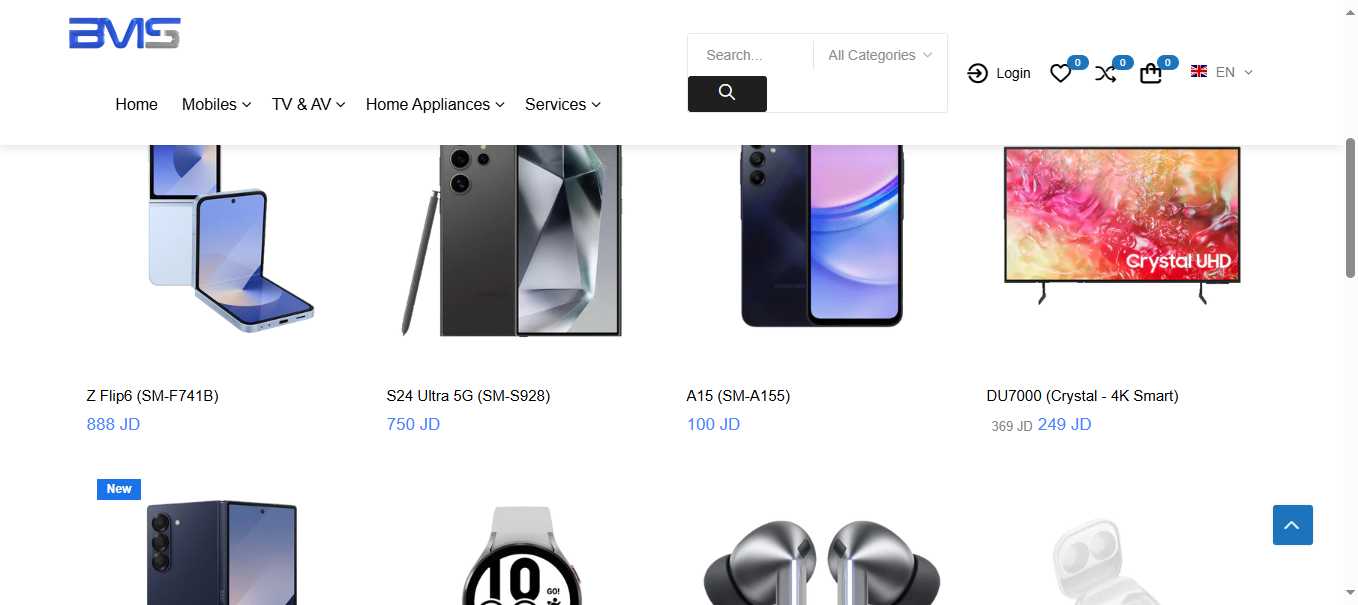 BMS
Search...
All Categories
Login
0
0
0
EN
Home
Mobiles
TV & AV
Home Appliances
Services
Crystal UHD
Z Flip6 (SM-F741B)
888 JD
S24 Ultra 5G (SM-S928)
750 JD
A15 (SM-A155)
100 JD
DU7000 (Crystal - 4K Smart)
369 JD 249 JD
New
10
GO!